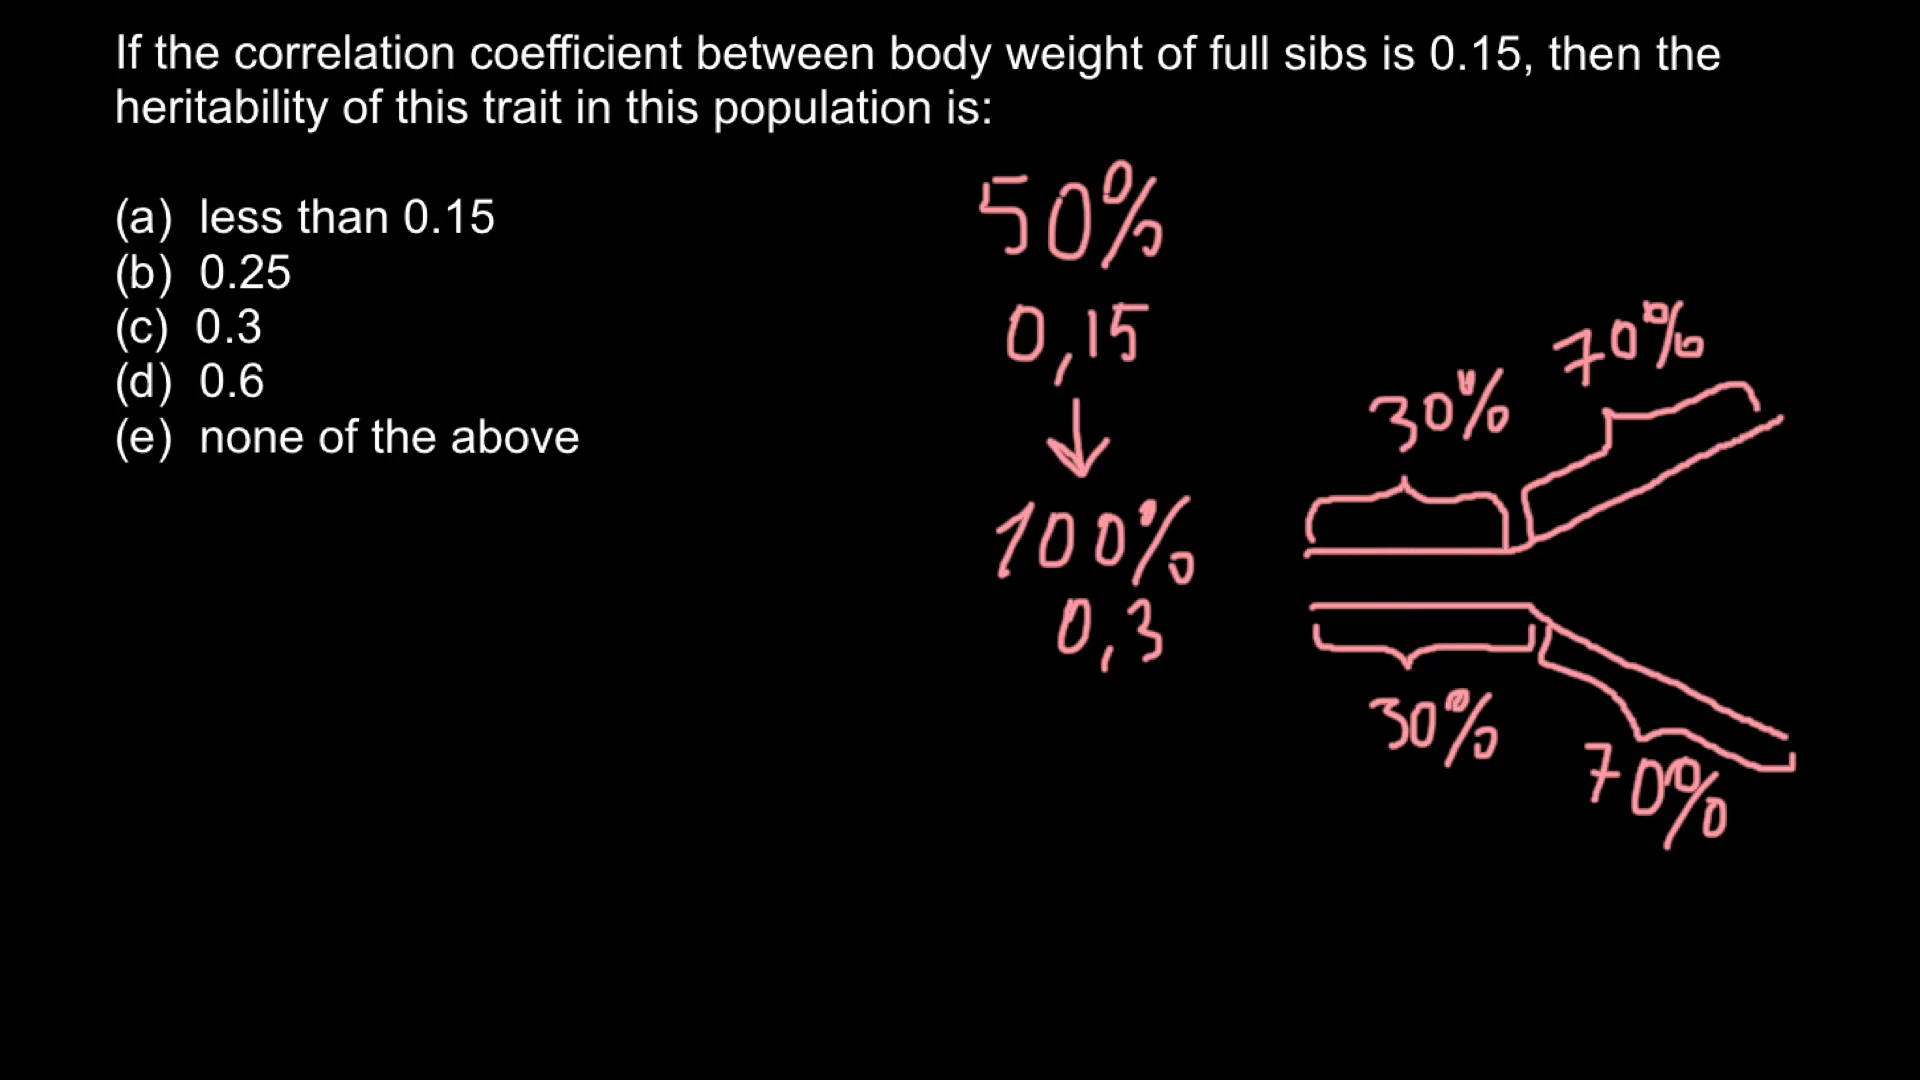 If the correlation coefficient between body weight of full sibs is 0.15, then the
heritability of this trait in this population is:
(a) less than 0.15
(b) 0.25
(c) 0.3
(d) 0.6
(e) none of the above
50%
0,15
100%
0,3
30%
70%
30%
70%